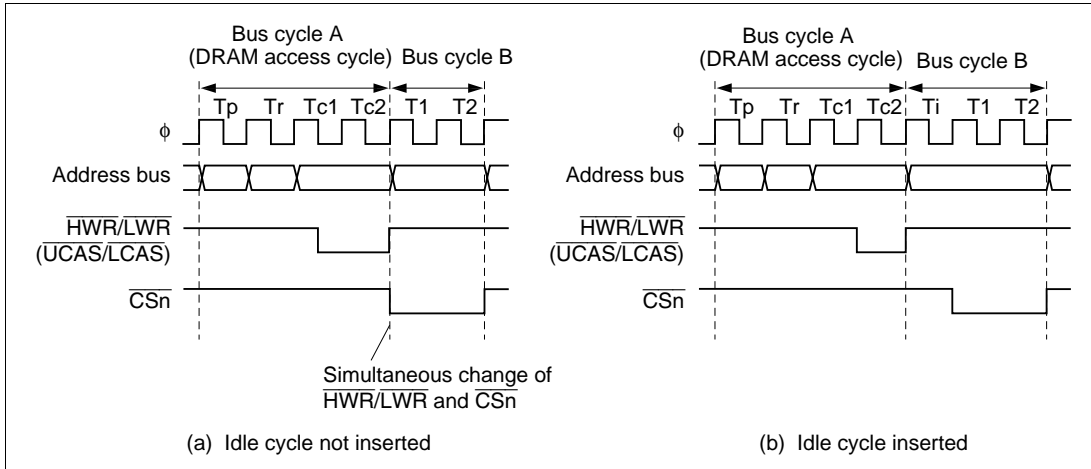 Bus cycle A
(DRAM access cycle) Bus cycle B
Tp Tr Tc1 Tc2 T1 T2
ϕ
Address bus
HWR/LWR
(UCAS/LCAS)
CSn
Simultaneous change of
HWR/LWR and CSn
(a) Idle cycle not inserted
Bus cycle A
(DRAM access cycle) Bus cycle B
Tp Tr Tc1 Tc2 Ti T1 T2
ϕ
Address bus
HWR/LWR
(UCAS/LCAS)
CSn
(b) Idle cycle inserted